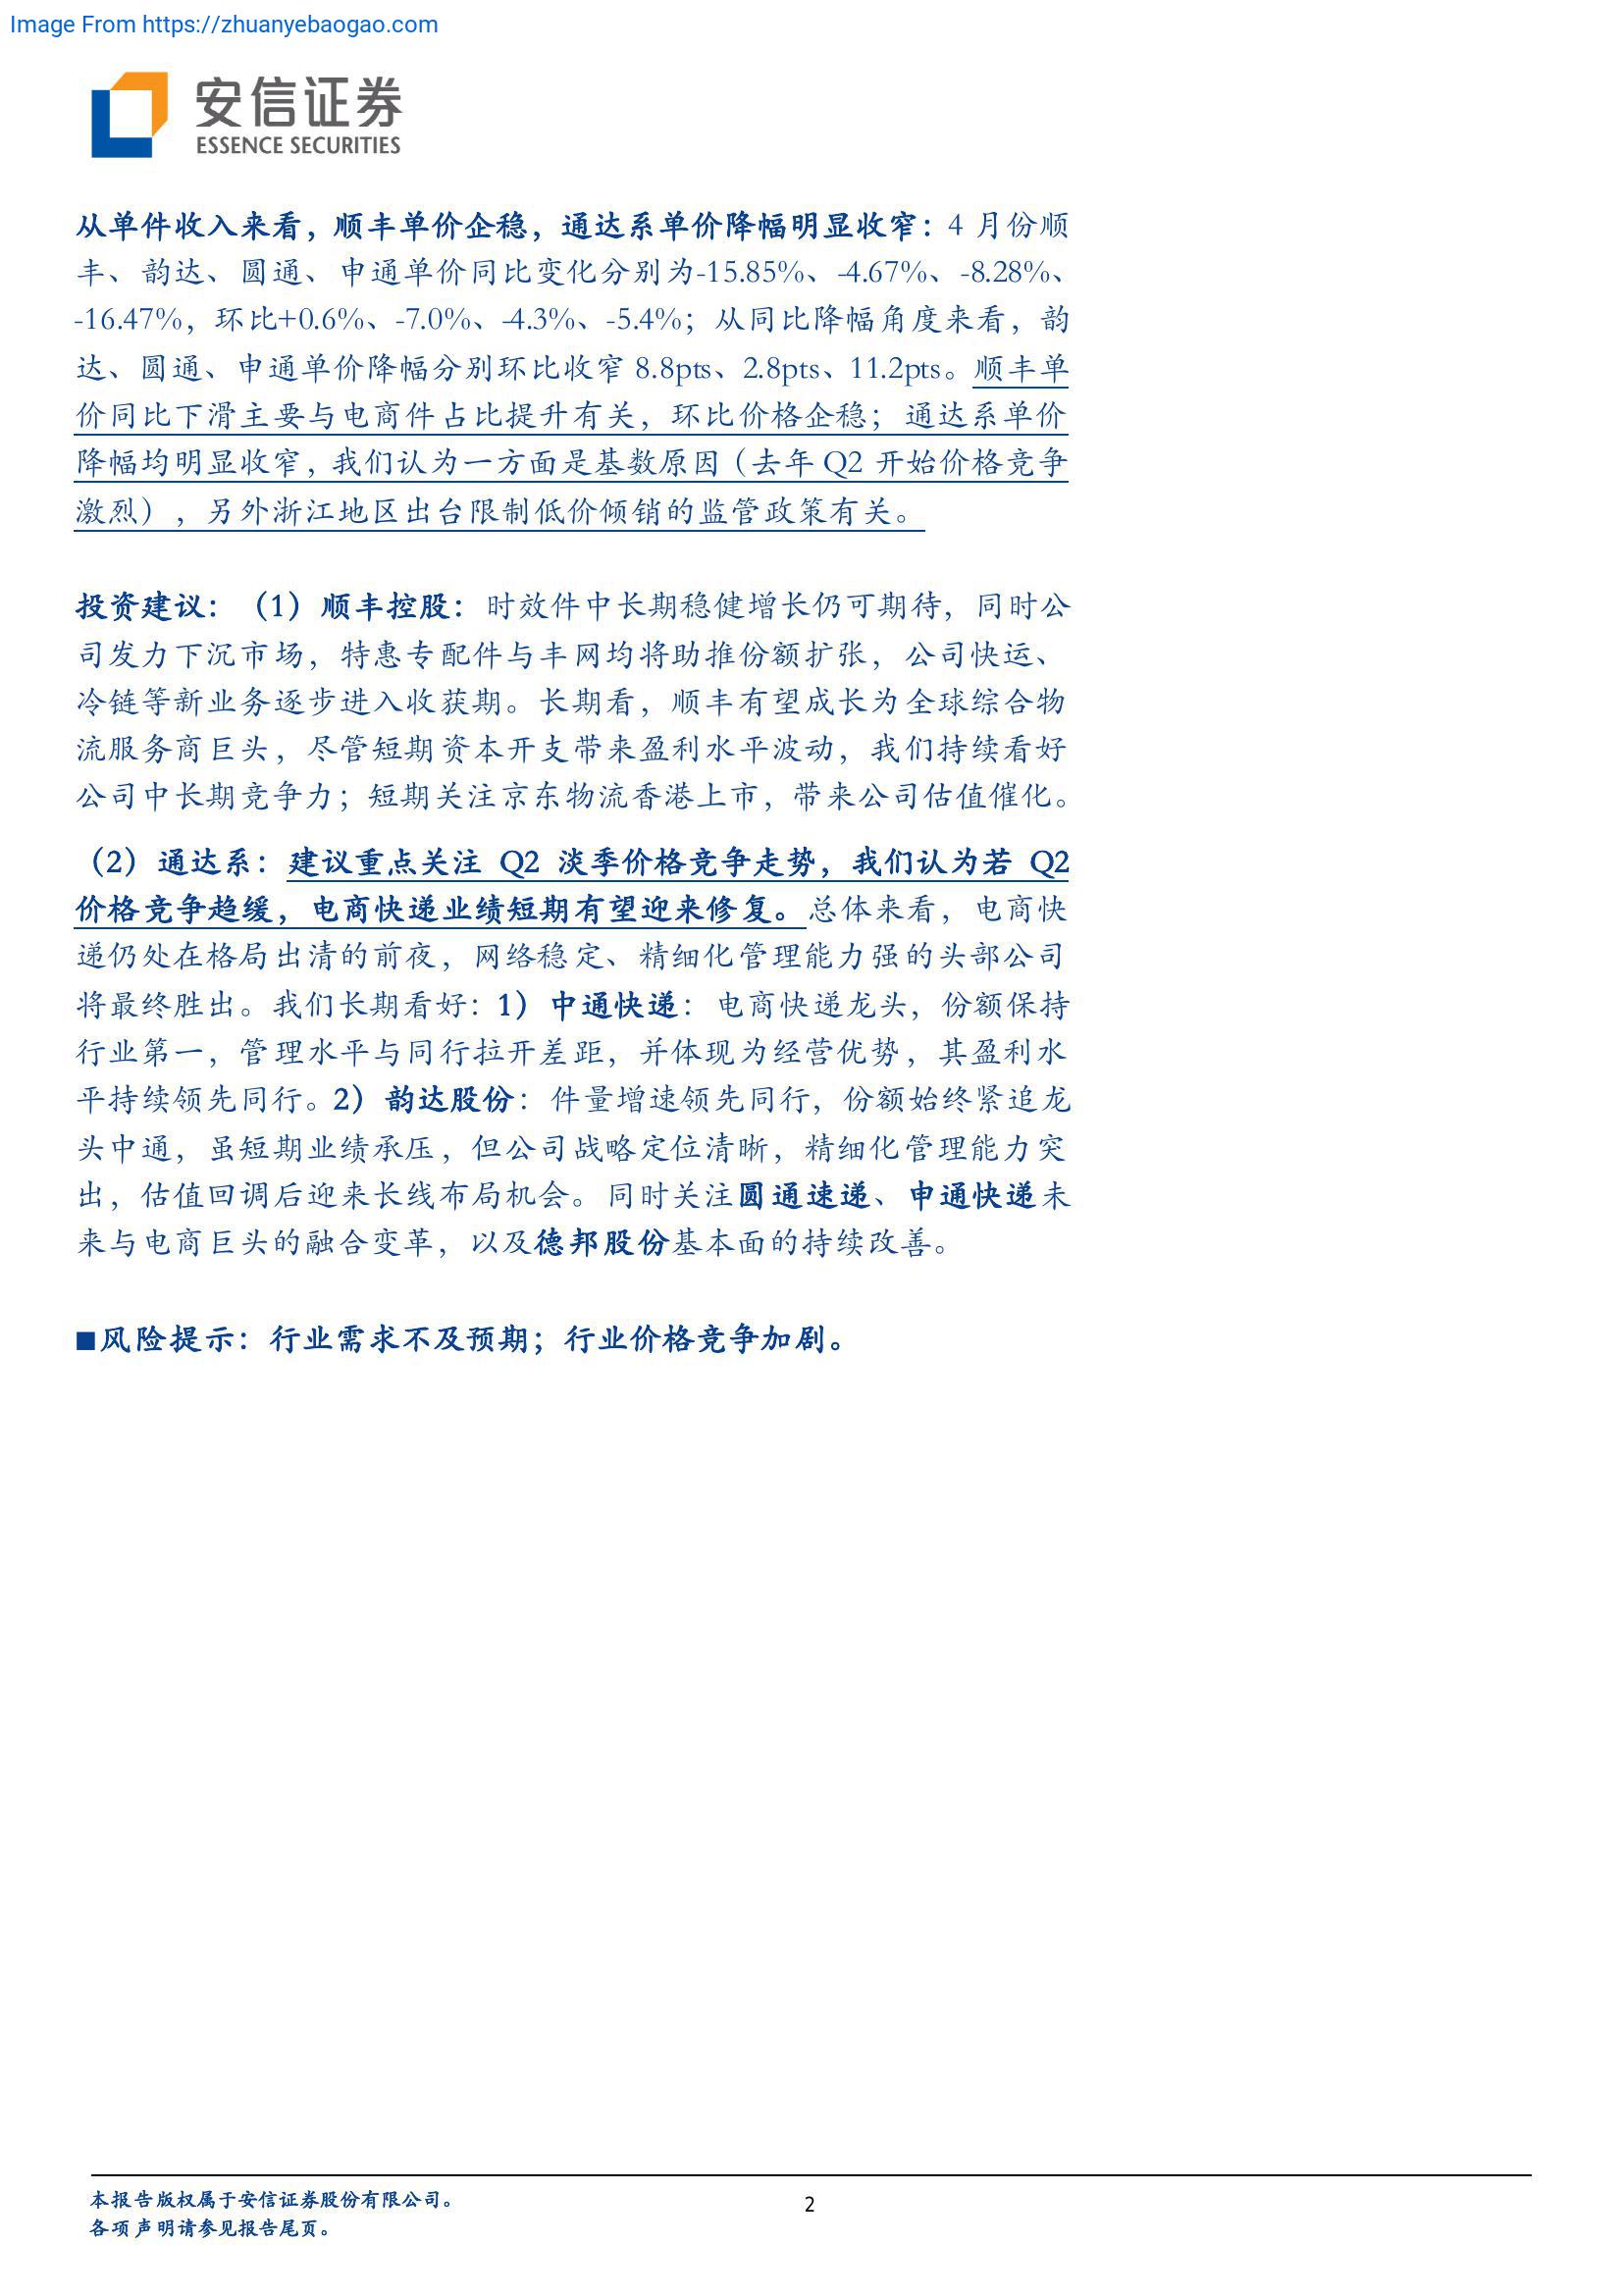 Image From https://zhuanyebaogao.com
安信证券
ESSENCE SECURITIES
从单件收入来看，顺丰单价企稳，通达系单价降幅明显收窄：4 月份顺
丰、韵达、圆通、申通单价同比变化分别为-15.85%、-4.67%、-8.28%、
-16.47%，环比+0.6%、-7.0%、-4.3%、-5.4%；从同比降幅角度来看，韵
达、圆通、申通单价降幅分别环比收窄 8.8pts、2.8pts、11.2pts。顺丰单
价同比下滑主要与电商件占比提升有关，环比价格企稳；通达系单价
降幅均明显收窄，我们认为一方面是基数原因（去年 Q2 开始价格竞争
激烈），另外浙江地区出台限制低价倾销的监管政策有关。
投资建议：（1）顺丰控股：时效件中长期稳健增长仍可期待，同时公
司发力下沉市场，特惠专配件与丰网均将助推份额扩张，公司快运、
冷链等新业务逐步进入收获期。长期看，顺丰有望成长为全球综合物
流服务商巨头，尽管短期资本开支带来盈利水平波动，我们持续看好
公司中长期竞争力；短期关注京东物流香港上市，带来公司估值催化。
（2）通达系：建议重点关注 Q2 淡季价格竞争走势，我们认为若 Q2
价格竞争趋缓，电商快递业绩短期有望迎来修复。总体来看，电商快
递仍处在格局出清的前夜，网络稳定、精细化管理能力强的头部公司
将最终胜出。我们长期看好：1）中通快递：电商快递龙头，份额保持
行业第一，管理水平与同行拉开差距，并体现为经营优势，其盈利水
平持续领先同行。2）韵达股份：件量增速领先同行，份额始终紧追龙
头中通，虽短期业绩承压，但公司战略定位清晰，精细化管理能力突
出，估值回调后迎来长线布局机会。同时关注圆通速递、申通快递未
来与电商巨头的融合变革，以及德邦股份基本面的持续改善。
■风险提示：行业需求不及预期；行业价格竞争加剧。
本报告版权属于安信证券股份有限公司。
2
各项声明请参见报告尾页。